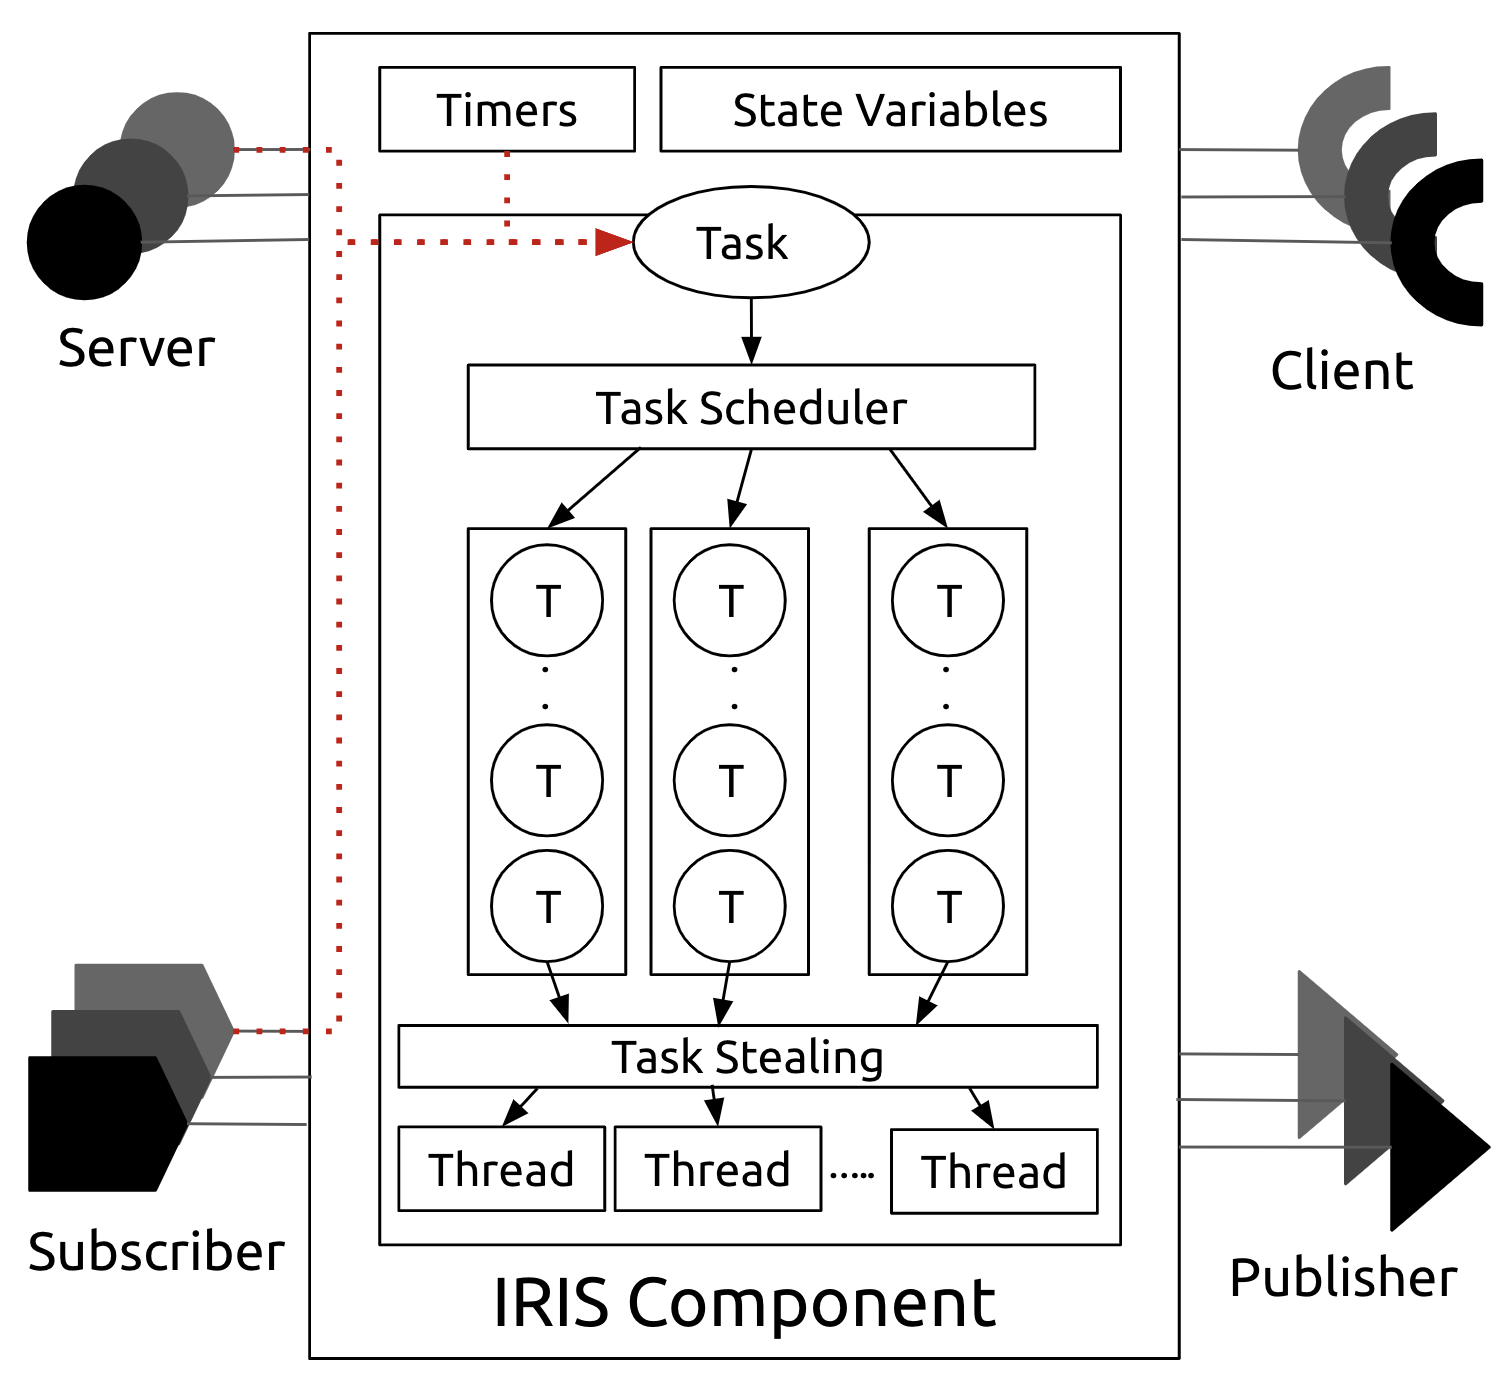 Timers
State Variables
Server
Task
Client
Task Scheduler
T
T
T
T
T
T
T
T
T
Task Stealing
Thread
Thread
.....
Thread
Subscriber
Publisher
IRIS Component